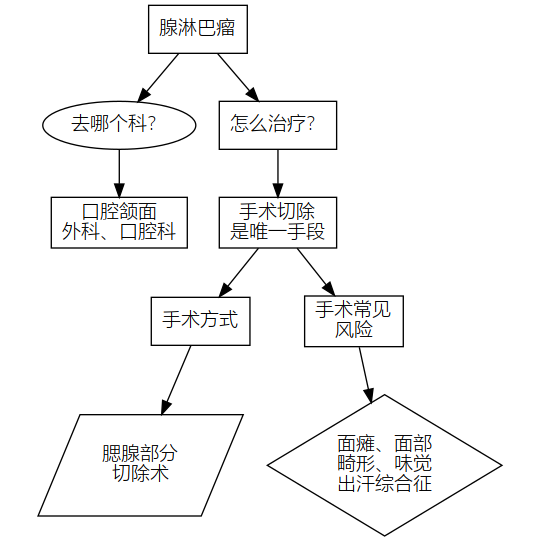 腺淋巴瘤
去哪个科？
怎么治疗？
口腔颌面
外科、口腔科
手术切除
是唯一手段
手术方式
手术常见
风险
腮腺部分
切除术
面瘫、面部
畸形、味觉
出汗综合征